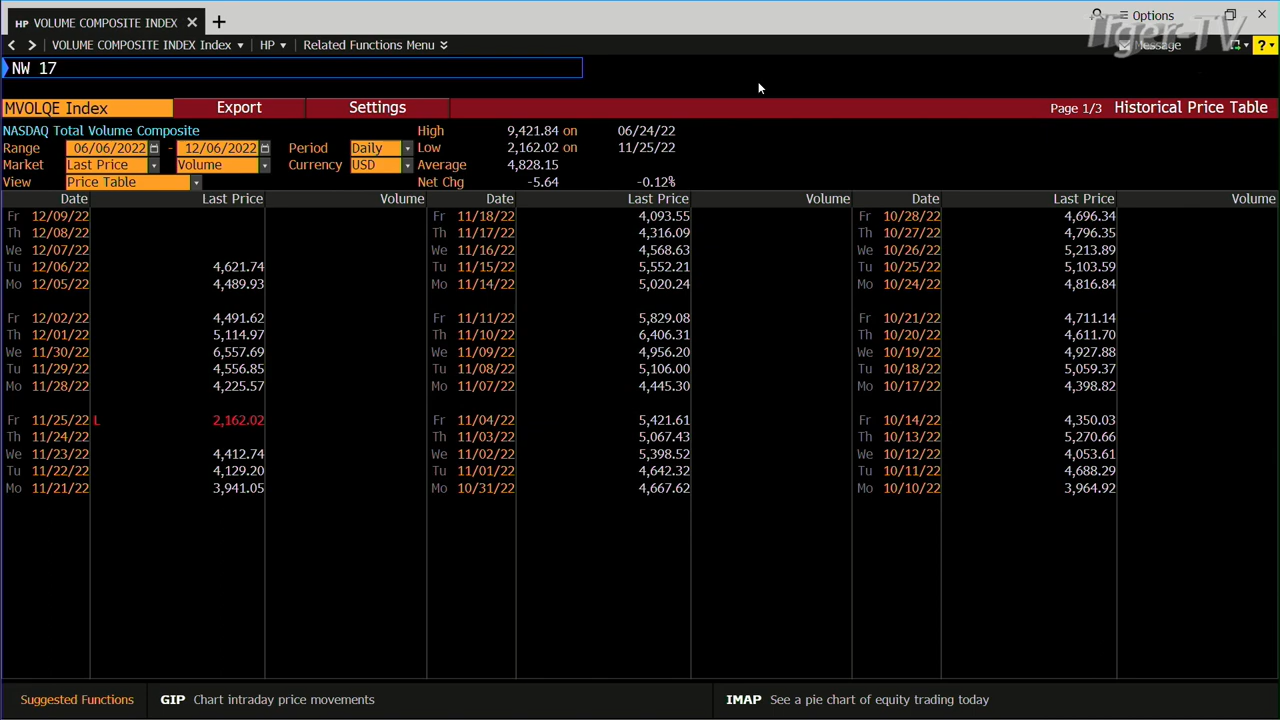 HP VOLUME COMPOSITE INDEX
Options
Tiger-TV
VOLUME COMPOSITE INDEX Index HP Related Functions Menu Message ?
NW 17
MVOLQE Index Export Settings Page 1/3 Historical Price Table
NASDAQ Total Volume Composite High 9,421.84 on 06/24/22
Range 06/06/2022 - 12/06/2022 Period Daily Low 2,162.02 on 11/25/22
Market Last Price Volume Currency USD Average 4,828.15
View Price Table Net Chg -5.64 -0.12%
Date Last Price Volume Date Last Price Volume Date Last Price Volume
Fr 12/09/22 Fr 11/18/22 4,093.55 Fr 10/28/22 4,696.34
Th 12/08/22 Th 11/17/22 4,316.09 Th 10/27/22 4,796.35
We 12/07/22 We 11/16/22 4,568.63 We 10/26/22 5,213.89
Tu 12/06/22 4,621.74 Tu 11/15/22 5,552.21 Tu 10/25/22 5,103.59
Mo 12/05/22 4,489.93 Mo 11/14/22 5,020.24 Mo 10/24/22 4,816.84
Fr 12/02/22 4,491.62 Fr 11/11/22 5,829.08 Fr 10/21/22 4,711.14
Th 12/01/22 5,114.97 Th 11/10/22 6,406.31 Th 10/20/22 4,611.70
We 11/30/22 6,557.69 We 11/09/22 4,956.20 We 10/19/22 4,927.88
Tu 11/29/22 4,556.85 Tu 11/08/22 5,106.00 Tu 10/18/22 5,059.37
Mo 11/28/22 4,225.57 Mo 11/07/22 4,445.30 Mo 10/17/22 4,398.82
Fr 11/25/22 L 2,162.02 Fr 11/04/22 5,421.61 Fr 10/14/22 4,350.03
Th 11/24/22 Th 11/03/22 5,067.43 Th 10/13/22 5,270.66
We 11/23/22 4,412.74 We 11/02/22 5,398.52 We 10/12/22 4,053.61
Tu 11/22/22 4,129.20 Tu 11/01/22 4,642.32 Tu 10/11/22 4,688.29
Mo 11/21/22 3,941.05 Mo 10/31/22 4,667.62 Mo 10/10/22 3,964.92
Suggested Functions GIP Chart intraday price movements IMAP See a pie chart of equity trading today